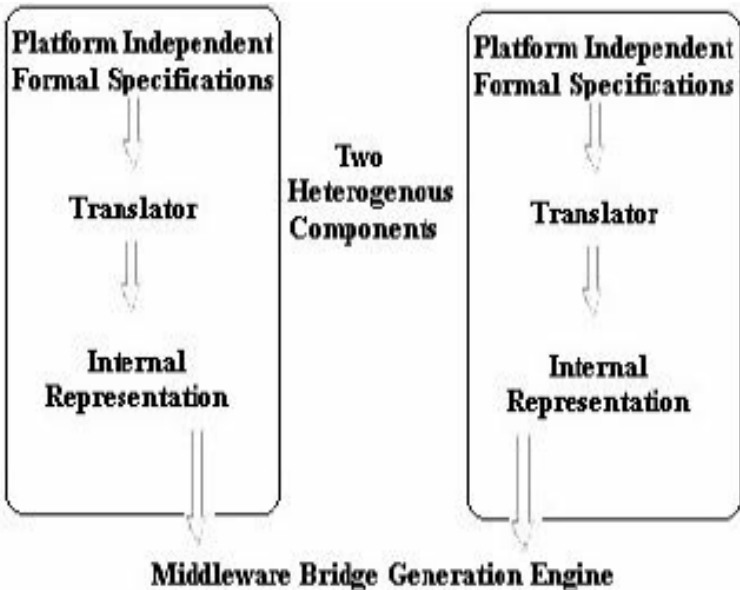 Platform Independent
Formal Specifications
Translator
Internal
Representation
Two
Heterogenous
Components
Platform Independent
Formal Specifications
Translator
Internal
Representation
Middleware Bridge Generation Engine